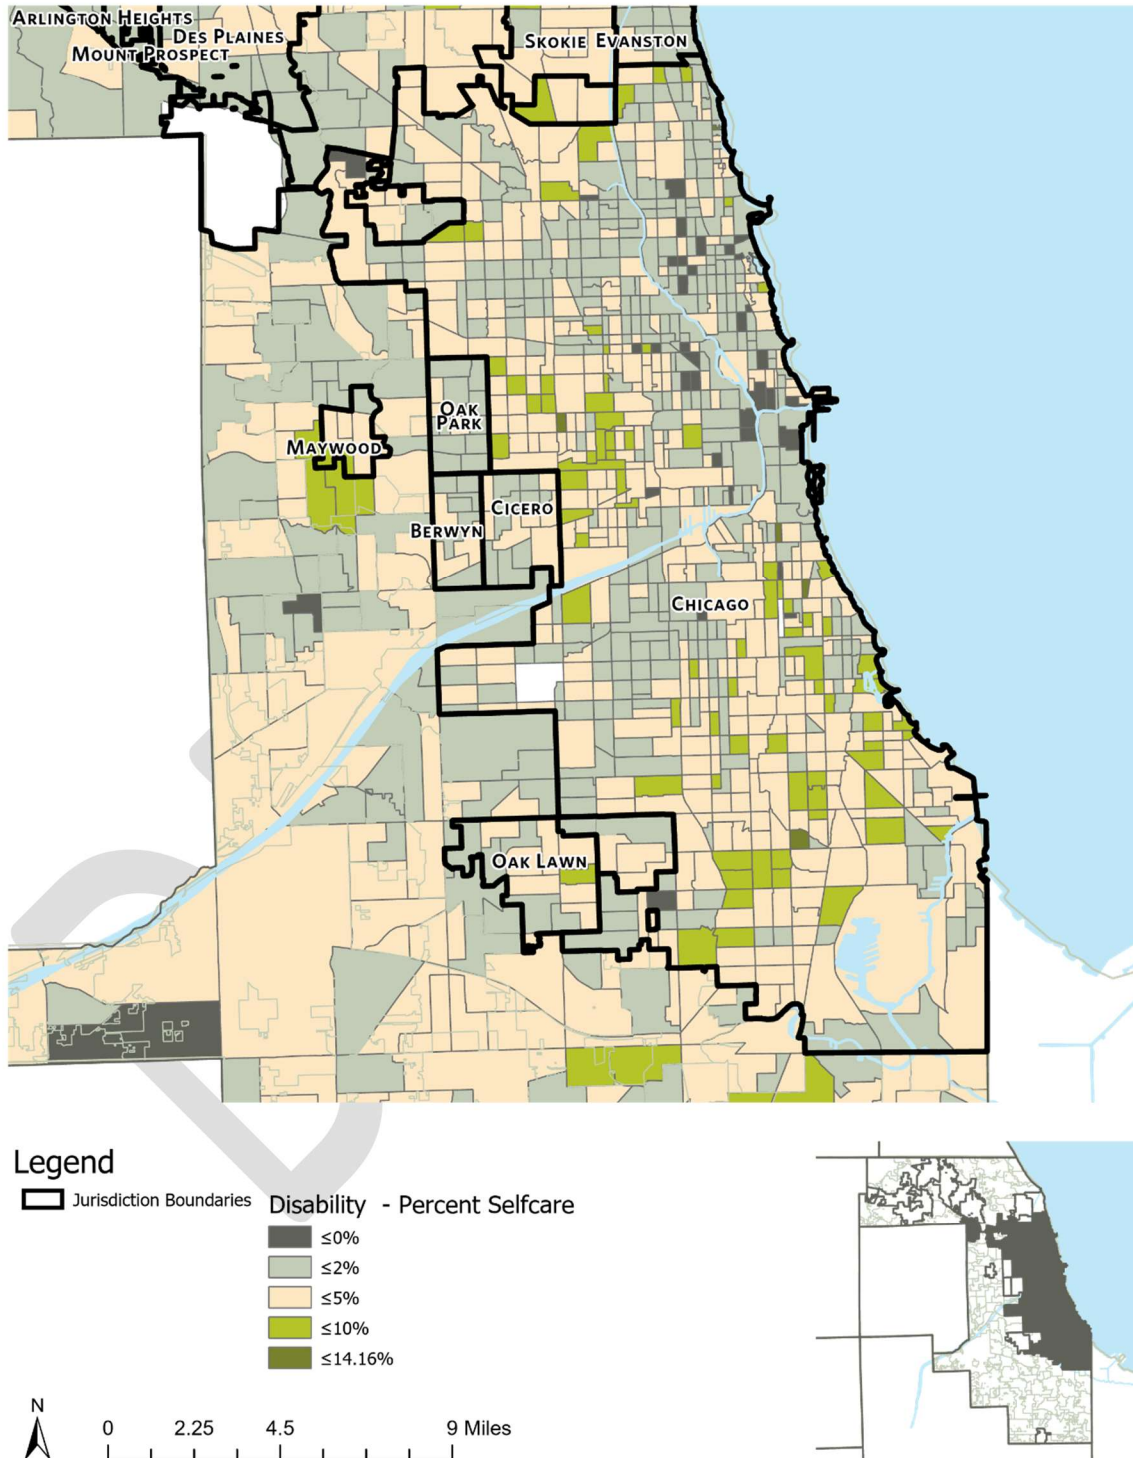 ARLINGTON HEIGHTS
DES PLAINES
MOUNT PROSPECT
SKOKIE EVANSTON
OAK
PARK
MAYWOOD
CICERO
BERWYN
CHICAGO
OAK LAWN
Legend
Jurisdiction Boundaries
Disability - Percent Selfcare
≤0%
≤2%
≤5%
≤10%
≤14.16%
N
0 2.25 4.5 9 Miles